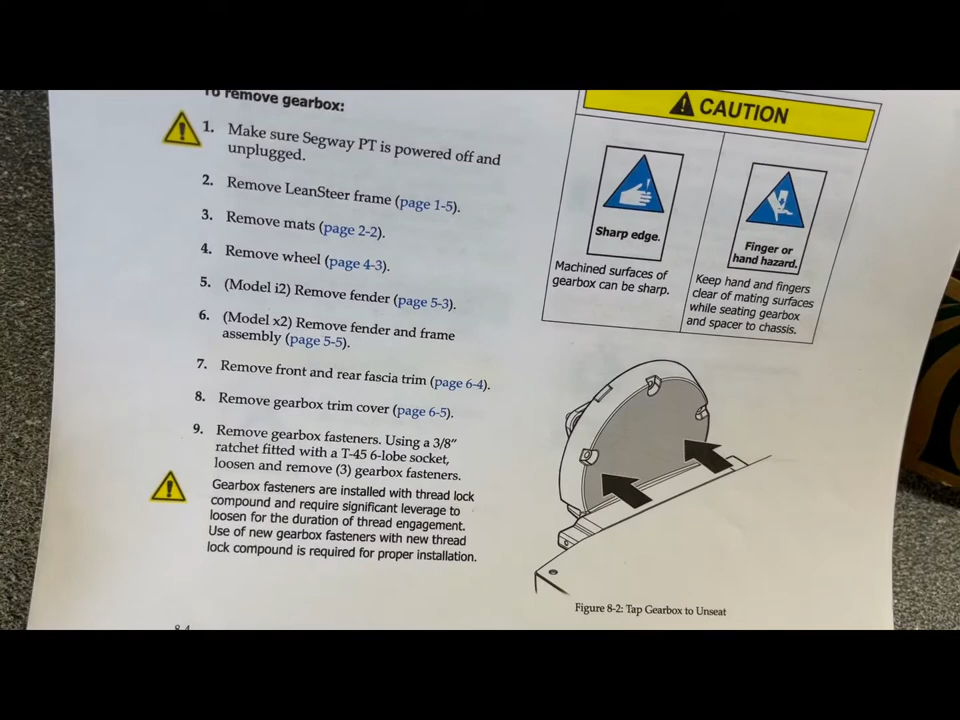 To remove gearbox:
1. Make sure Segway PT is powered off and
unplugged.
2. Remove LeanSteer frame (page 1-5).
3. Remove mats (page 2-2).
4. Remove wheel (page 4-3).
5. (Model i2) Remove fender (page 5-3).
6. (Model x2) Remove fender and frame
assembly (page 5-5).
7. Remove front and rear fascia trim (page 6-4).
8. Remove gearbox trim cover (page 6-5).
9. Remove gearbox fasteners. Using a 3/8"
ratchet fitted with a T-45 6-lobe socket,
loosen and remove (3) gearbox fasteners.
Gearbox fasteners are installed with thread lock
compound and require significant leverage to
loosen for the duration of thread engagement.
Use of new gearbox fasteners with new thread
lock compound is required for proper installation.
8-4
CAUTION
Sharp edge.
Machined surfaces of
gearbox can be sharp.
Finger or
hand hazard.
Keep hand and fingers
clear of mating surfaces
while seating gearbox
and spacer to chassis.
Figure 8-2: Tap Gearbox to Unseat